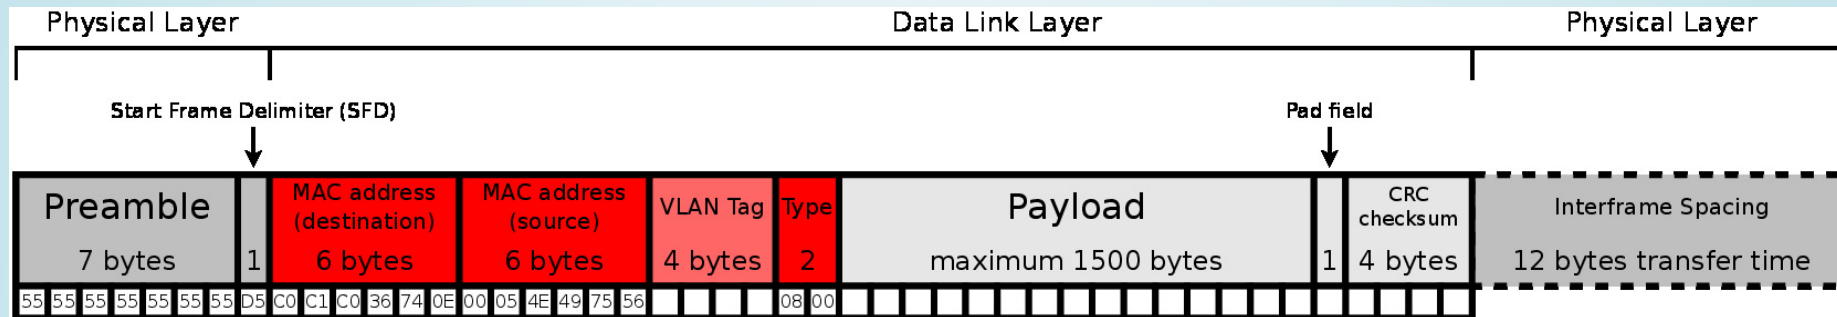 Physical Layer Data Link Layer Physical Layer
Start Frame Delimiter (SFD) Pad field
Preamble
7 bytes
1
MAC address
(destination)
6 bytes
MAC address
(source)
6 bytes
VLAN Tag
4 bytes
Type
2
Payload
maximum 1500 bytes
1
CRC
checksum
4 bytes
Interframe Spacing
12 bytes transfer time
55 55 55 55 55 55 55 D5 C0 C1 C0 36 74 0E 00 05 4E 49 75 56 08 00